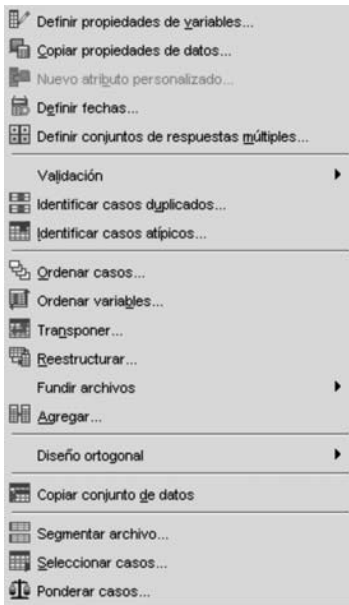 Definir propiedades de variables...
Copiar propiedades de datos...
Nuevo atributo personalizado...
Definir fechas...
Definir conjuntos de respuestas múltiples...
Validación
Identificar casos duplicados...
Identificar casos atípicos...
Ordenar casos...
Ordenar variables...
Transponer...
Reestructurar...
Fundir archivos
Agregar...
Diseño ortogonal
Copiar conjunto de datos
Segmentar archivo...
Seleccionar casos...
Ponderar casos...